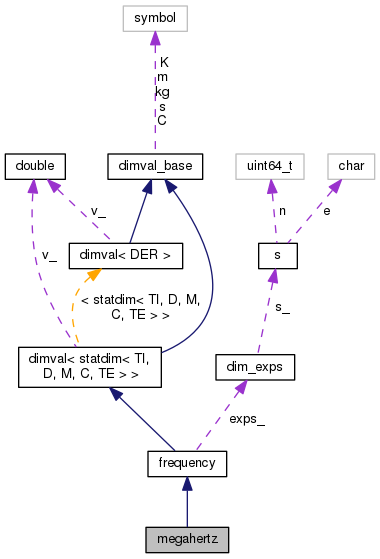 symbol
K
m
kg
s
C
double
dimval_base
uint64_t
char
v_
n
e
dimval< DER >
s
v_
< statdim< TI, D, M,
C, TE > >
s_
dimval< statdim< TI,
D, M, C, TE > >
dim_exps
exps_
frequency
megahertz